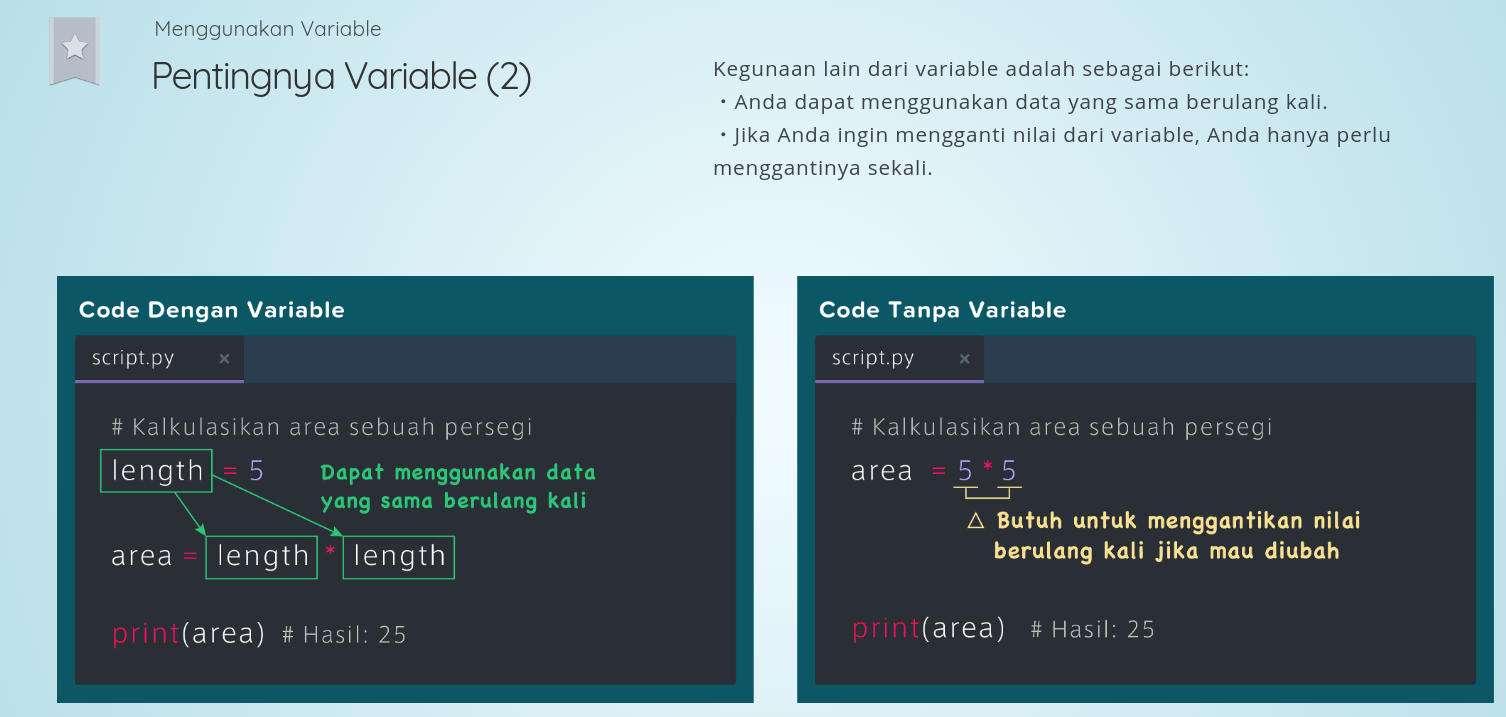 Menggunakan Variable
Pentingnya Variable (2)
Kegunaan lain dari variable adalah sebagai berikut:
・Anda dapat menggunakan data yang sama berulang kali.
・Jika Anda ingin mengganti nilai dari variable, Anda hanya perlu
menggantinya sekali.
Code Dengan Variable
script.py ×
# Kalkulasikan area sebuah persegi
length = 5
Dapat menggunakan data
yang sama berulang kali
area = length * length
print(area) # Hasil: 25
Code Tanpa Variable
script.py ×
# Kalkulasikan area sebuah persegi
area = 5 * 5
△ Butuh untuk menggantikan nilai
berulang kali jika mau diubah
print(area) # Hasil: 25